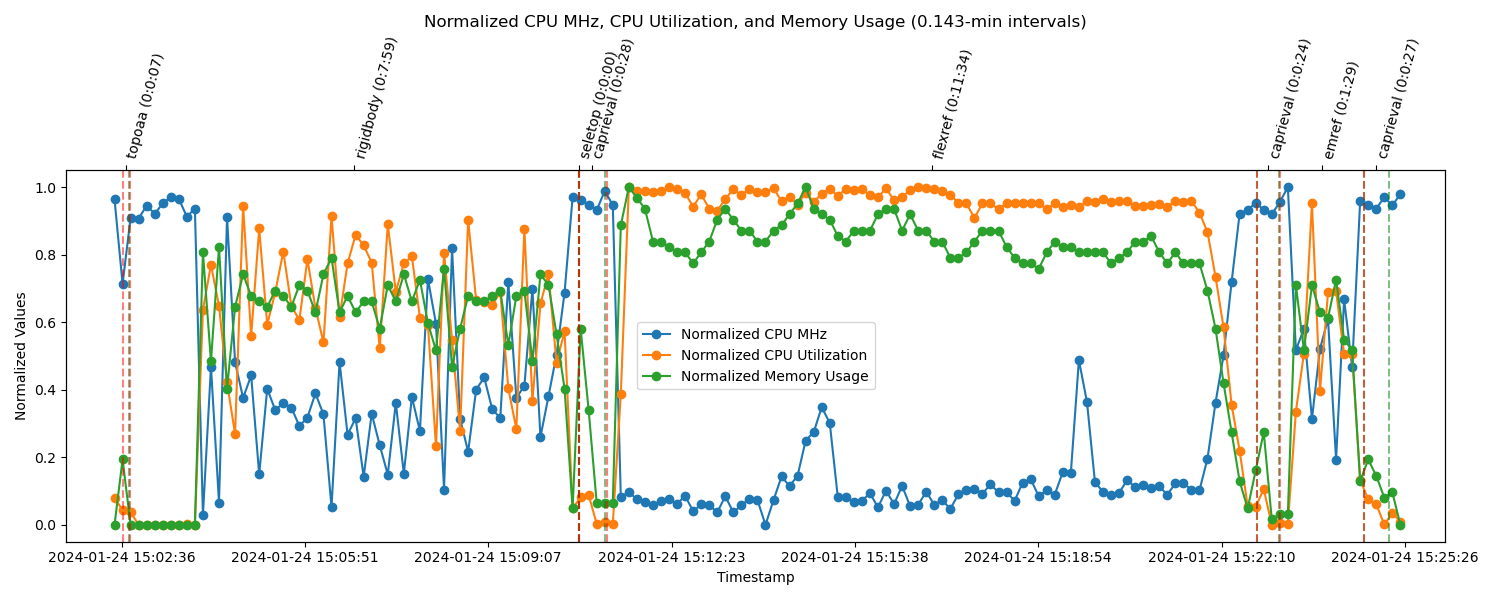 Normalized CPU MHz, CPU Utilization, and Memory Usage (0.143-min intervals)
topoaa (0:0:07)
rigidbody (0:7:59)
seletop (0:0:00)
caprieval (0:0:28)
flexref (0:11:34)
caprieval (0:0:24)
emref (0:1:29)
caprieval (0:0:27)
Normalized Values
1.0
0.8
0.6
0.4
0.2
0.0
Normalized CPU MHz
Normalized CPU Utilization
Normalized Memory Usage
2024-01-24 15:02:36
2024-01-24 15:05:51
2024-01-24 15:09:07
2024-01-24 15:12:23
2024-01-24 15:15:38
2024-01-24 15:18:54
2024-01-24 15:22:10
2024-01-24 15:25:26
Timestamp